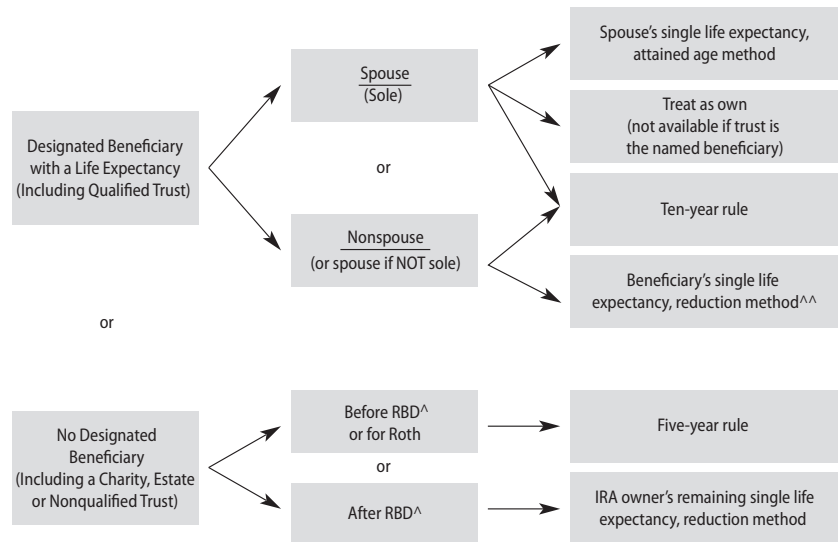 Designated Beneficiary
with a Life Expectancy
(Including Qualified Trust)
Spouse
(Sole)
or
Nonspouse
(or spouse if NOT sole)
Spouse’s single life expectancy,
attained age method
Treat as own
(not available if trust is
the named beneficiary)
Ten-year rule
Beneficiary’s single life
expectancy, reduction method^^
or
No Designated
Beneficiary
(Including a Charity, Estate
or Nonqualified Trust)
Before RBD^
or for Roth
or
After RBD^
Five-year rule
IRA owner’s remaining single life
expectancy, reduction method